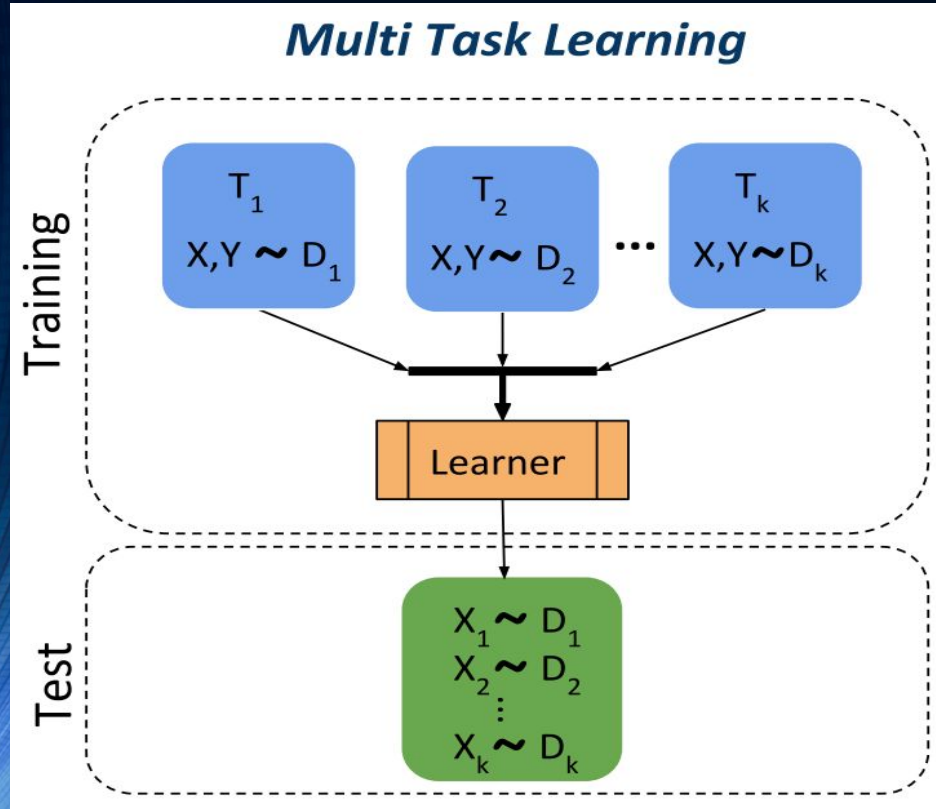 Multi Task Learning
Training
T₁
X,Y ~ D₁
T₂
X,Y ~ D₂
...
Tₖ
X,Y ~ Dₖ
Learner
Test
X₁ ~ D₁
X₂ ~ D₂
⋮
Xₖ ~ Dₖ